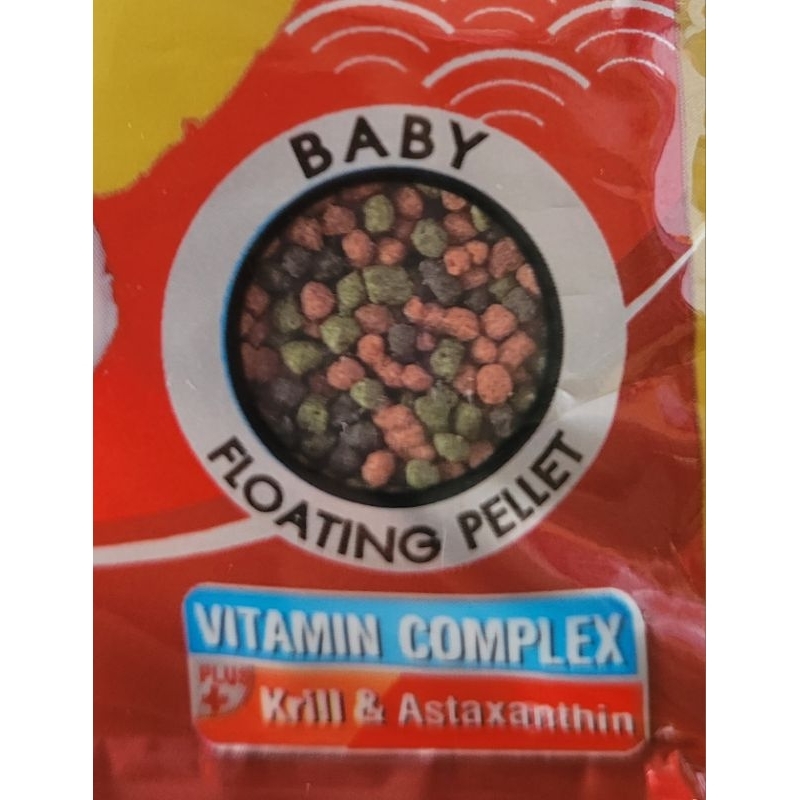 BABY
FLOATING PELLET
VITAMIN COMPLEX
PLUS
+
Krill & Astaxanthin